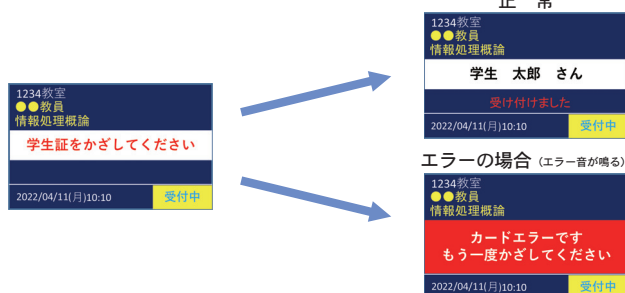 1234教室
●●教員
情報処理概論
学生証をかざしてください
2022/04/11(月)10:10 受付中
正 常
1234教室
●●教員
情報処理概論
学生 太郎 さん
受け付けました
2022/04/11(月)10:10 受付中
エラーの場合(エラー音が鳴る)
1234教室
●●教員
情報処理概論
カードエラーです
もう一度かざしてください
2022/04/11(月)10:10 受付中